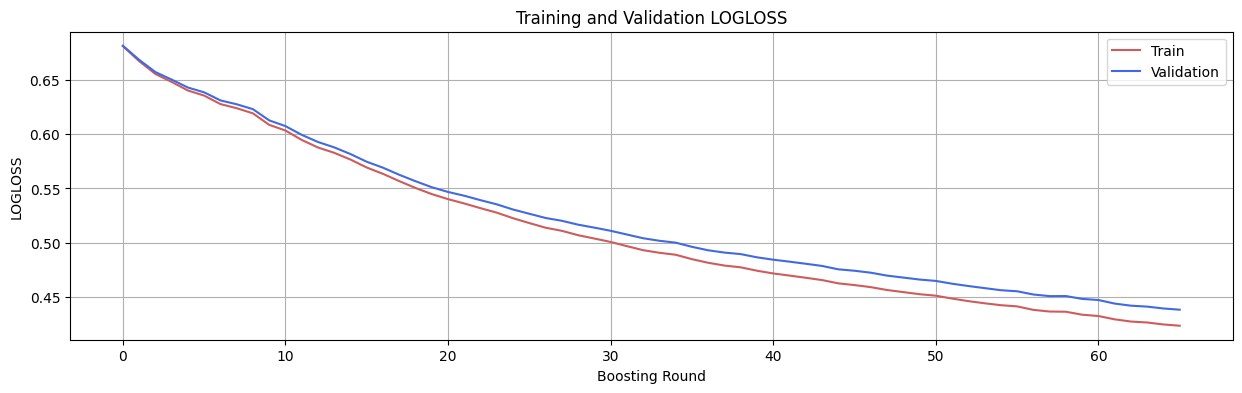 Training and Validation LOGLOSS
Train
Validation
LOGLOSS
0.65
0.60
0.55
0.50
0.45
0 10 20 30 40 50 60
Boosting Round